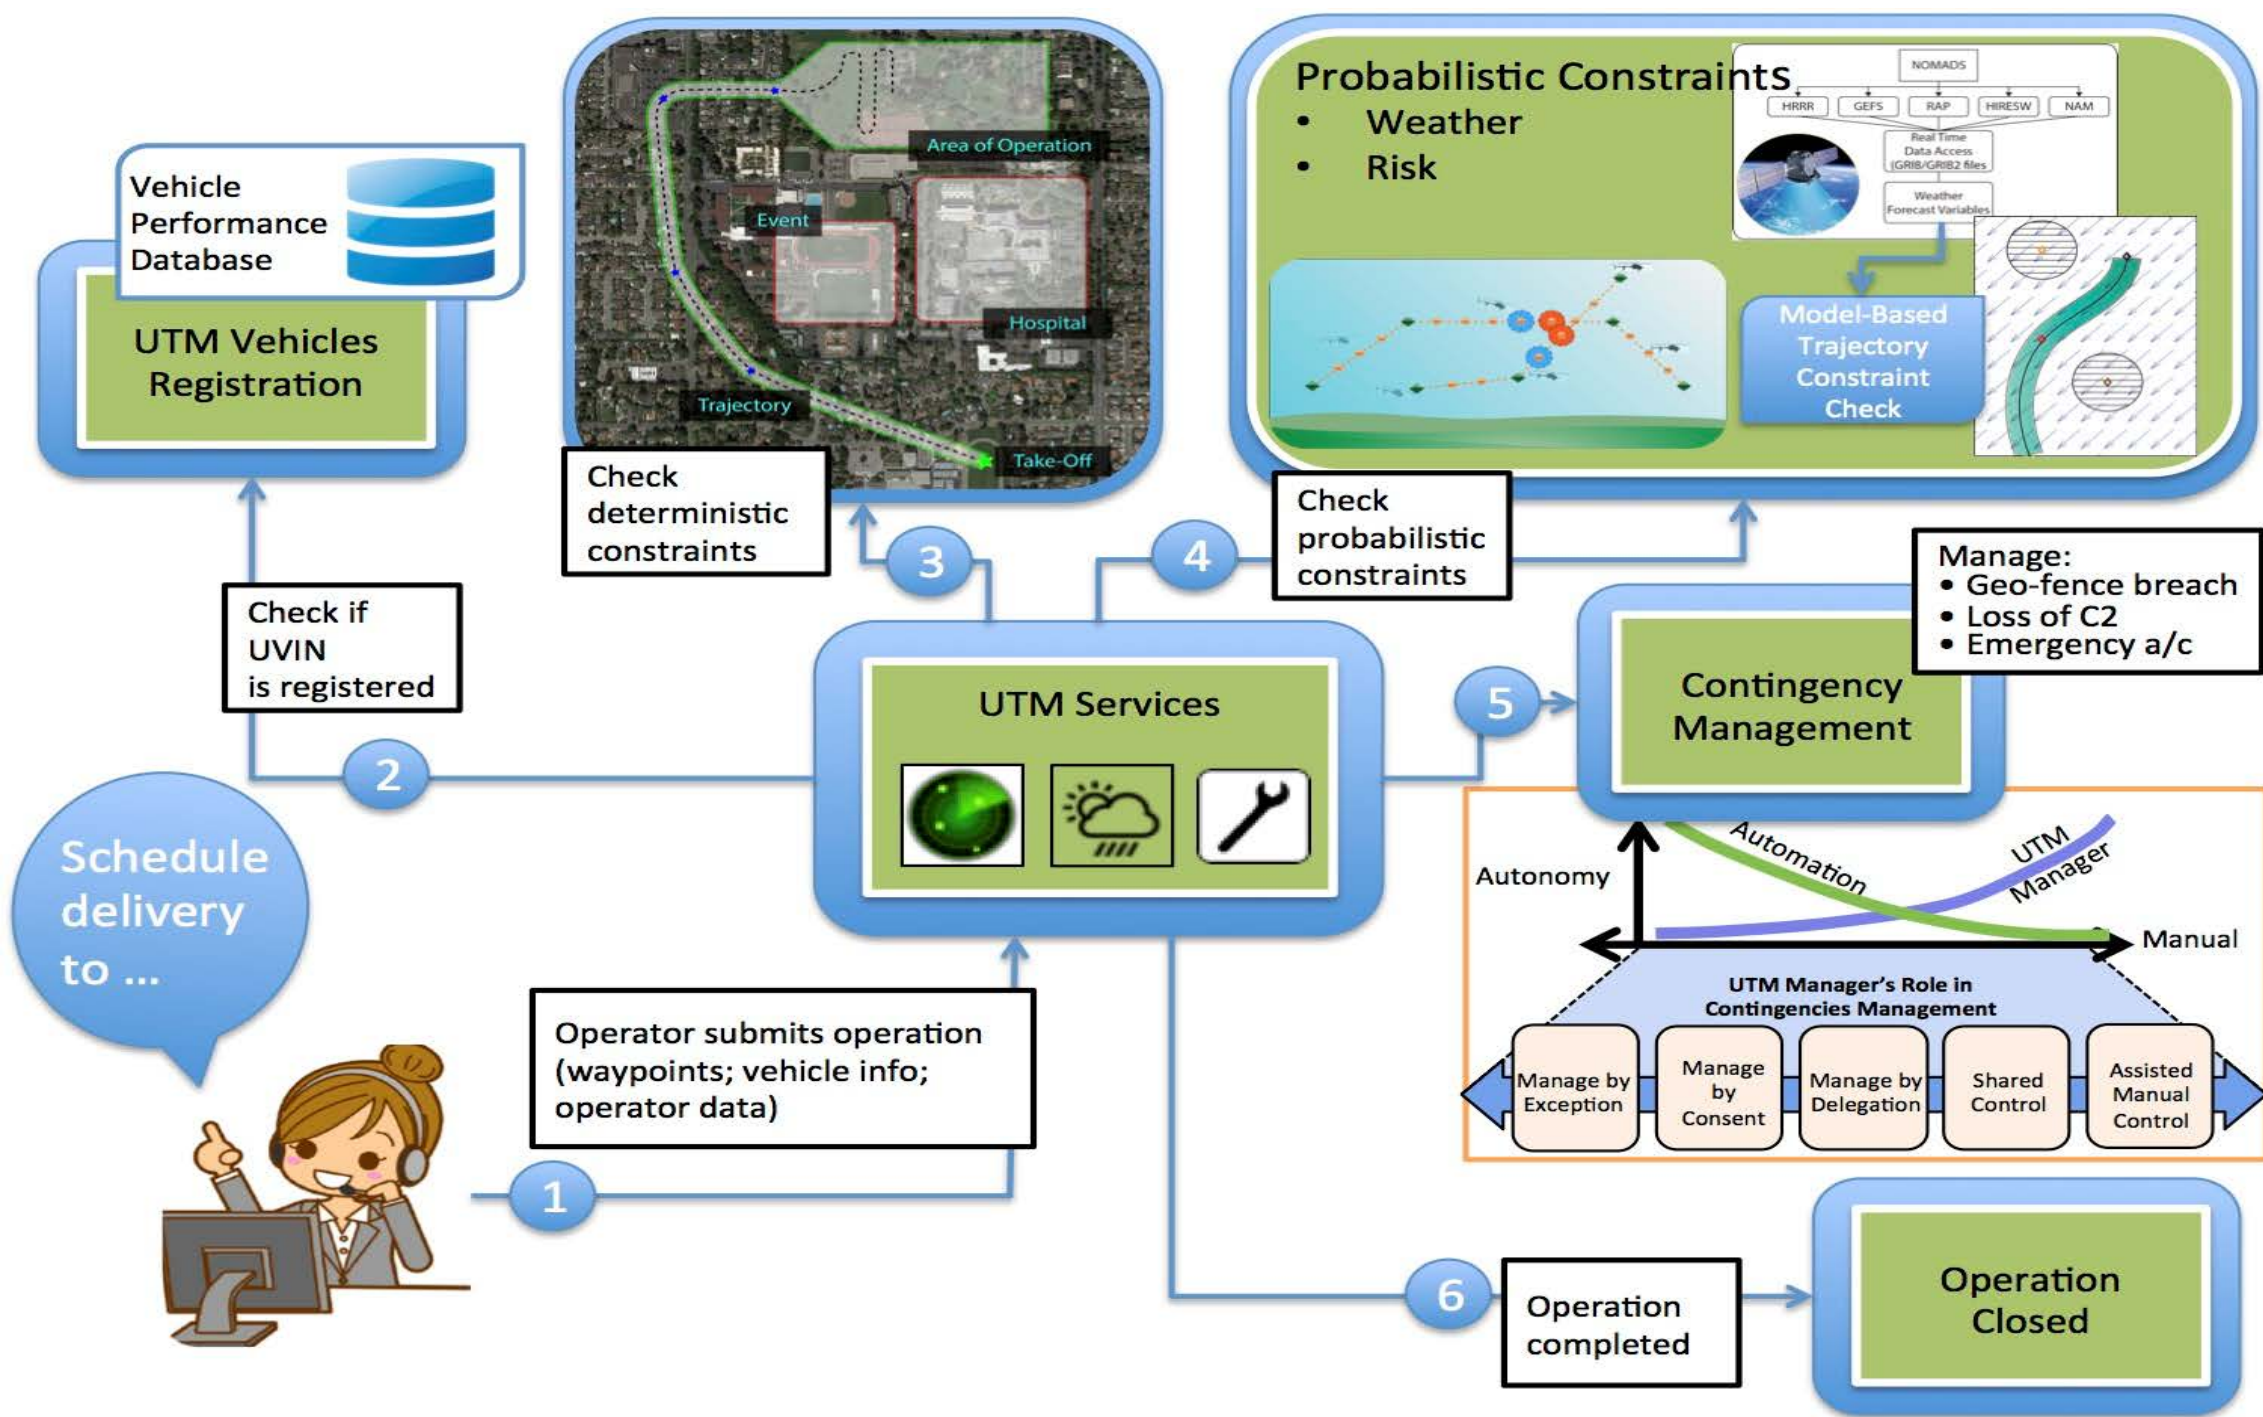 Vehicle
Performance
Database
UTM Vehicles
Registration
Area of Operation
Event
Hospital
Trajectory
Take-Off
Check
deterministic
constraints
Probabilistic Constraints
• Weather
• Risk
NOMADS
HRRR
GEFS
RAP
HIRESW
NAM
Real Time
Data Access
(GRIB/GRIB2 files
Weather
Forecast Variables
Model-Based
Trajectory
Constraint
Check
Check
probabilistic
constraints
3
4
Manage:
• Geo-fence breach
• Loss of C2
• Emergency a/c
Check if
UVIN
is registered
2
UTM Services
5
Contingency
Management
Schedule
delivery
to ...
Autonomy
Automation
UTM
Manager
Manual
UTM Manager's Role in
Contingencies Management
Manage by
Exception
Manage
by
Consent
Manage by
Delegation
Shared
Control
Assisted
Manual
Control
Operator submits operation
(waypoints; vehicle info;
operator data)
1
6
Operation
completed
Operation
Closed